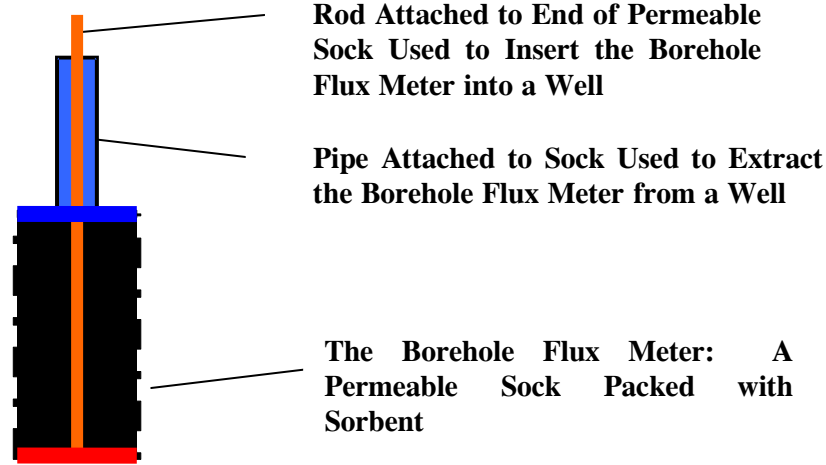 Rod Attached to End of Permeable
Sock Used to Insert the Borehole
Flux Meter into a Well
Pipe Attached to Sock Used to Extract
the Borehole Flux Meter from a Well
The Borehole Flux Meter: A
Permeable Sock Packed with
Sorbent